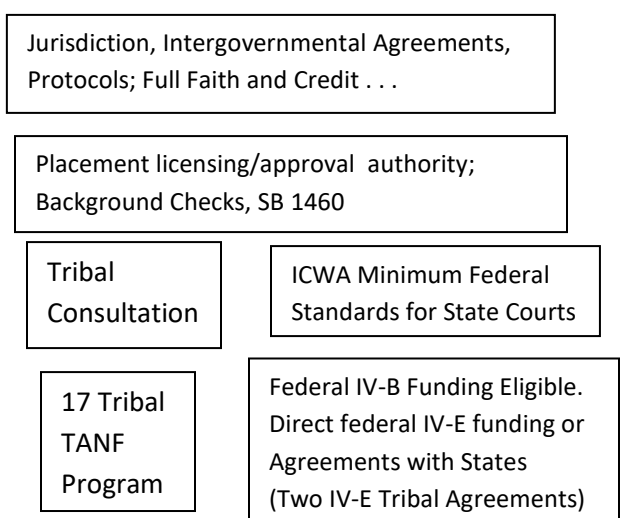 Jurisdiction, Intergovernmental Agreements,
Protocols; Full Faith and Credit . . .
Placement licensing/approval  authority;
Background Checks, SB 1460
Tribal
Consultation
ICWA Minimum Federal
Standards for State Courts
17 Tribal
TANF
Program
Federal IV-B Funding Eligible.
Direct federal IV-E funding or
Agreements with States
(Two IV-E Tribal Agreements)